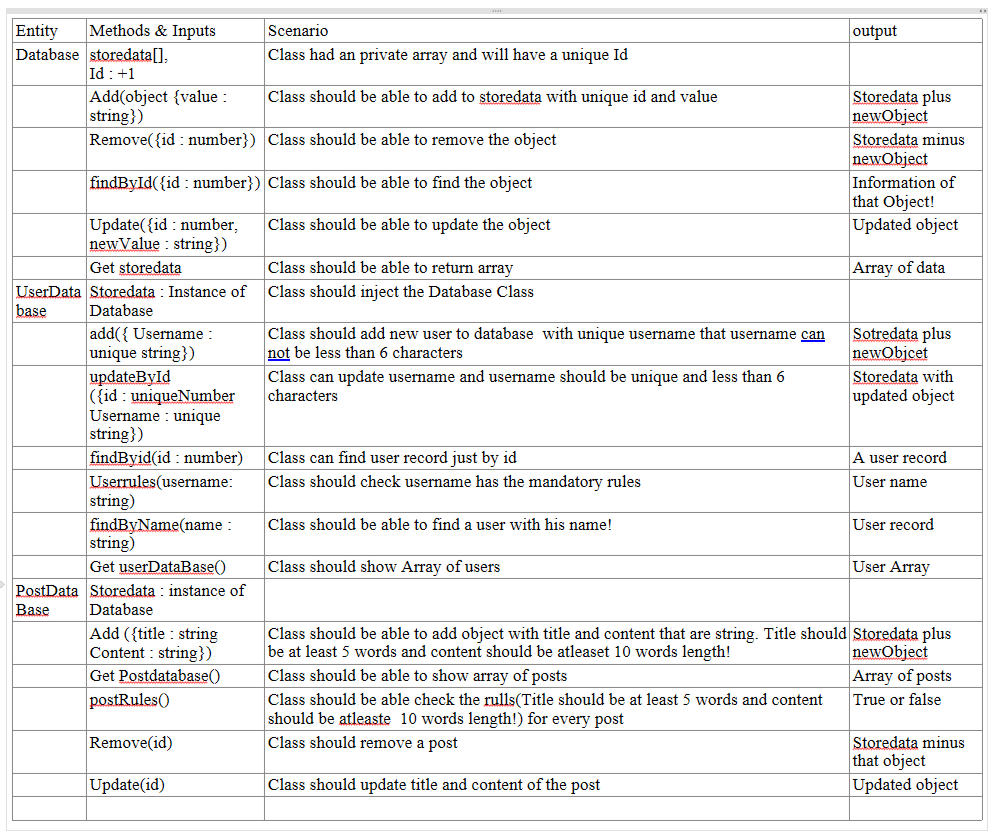 Entity Methods & Inputs Scenario output
Database storedata[], Class had an private array and will have a unique Id
Id : +1
Add(object {value : Class should be able to add to storedata with unique id and value Storedata plus
string}) newObject
Remove({id : number}) Class should be able to remove the object Storedata minus
newObject
findById({id : number}) Class should be able to find the object Information of
that Object!
Update({id : number, Class should be able to update the object Updated object
newValue : string})
Get storedata Class should be able to return array Array of data
UserData Storedata : Instance of Class should inject the Database Class
base Database
add({ Username : Class should add new user to database with unique username that username can Sotredata plus
unique string}) not be less than 6 characters newObjcet
updateById Class can update username and username should be unique and less than 6 Storedata with
({id : uniqueNumber characters updated object
Username : unique
string})
findByid(id : number) Class can find user record just by id A user record
Userrules(username: Class should check username has the mandatory rules User name
string)
findByName(name : Class should be able to find a user with his name! User record
string)
Get userDataBase() Class should show Array of users User Array
PostData Storedata : instance of
Base Database
Add ({title : string Class should be able to add object with title and content that are string. Title should Storedata plus
Content : string}) be at least 5 words and content should be atleaset 10 words length! newObject
Get Postdatabase() Class should be able to show array of posts Array of posts
postRules() Class should be able check the rulls(Title should be at least 5 words and content True or false
should be atleaste 10 words length!) for every post
Remove(id) Class should remove a post Storedata minus
that object
Update(id) Class should update title and content of the post Updated object